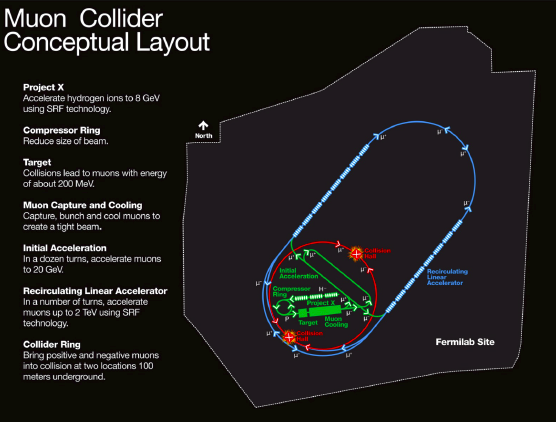 Muon Collider
Conceptual Layout
Project X
Accelerate hydrogen ions to 8 GeV
using SRF technology.
Compressor Ring
Reduce size of beam.
Target
Collisions lead to muons with energy
of about 200 MeV.
Muon Capture and Cooling
Capture, bunch and cool muons to
create a tight beam.
Initial Acceleration
In a dozen turns, accelerate muons
to 20 GeV.
Recirculating Linear Accelerator
In a number of turns, accelerate
muons up to 2 TeV using SRF
technology.
Collider Ring
Bring positive and negative muons
into collision at two locations 100
meters underground.
North
Collision
Hall
Initial
Acceleration
Recirculating
Linear
Accelerator
Compressor
Ring
H-
Project X
P
Target
Muon
Cooling
Collision
Hall
Fermilab Site